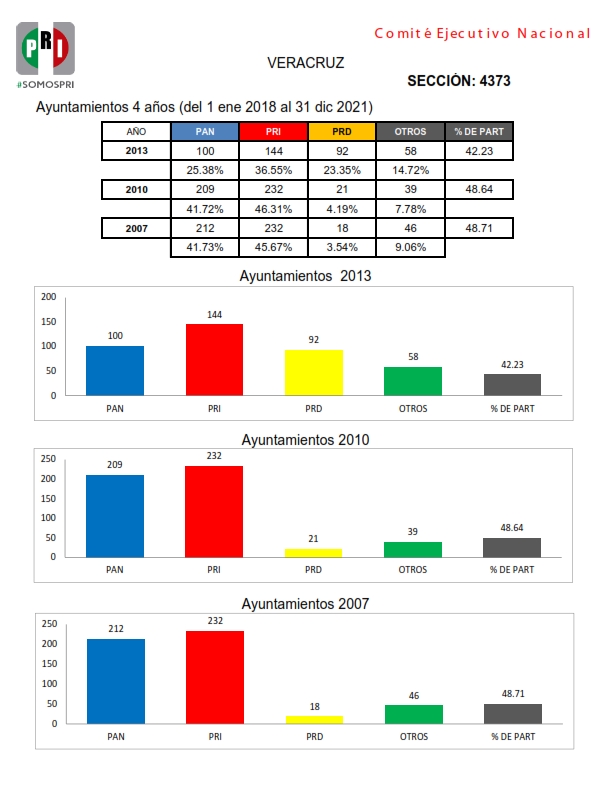 Comité Ejecutivo Nacional
PRI
#SOMOSPRI
VERACRUZ
SECCIÓN: 4373
Ayuntamientos 4 años (del 1 ene 2018 al 31 dic 2021)
AÑO PAN PRI PRD OTROS % DE PART
2013 100 144 92 58 42.23
25.38% 36.55% 23.35% 14.72%
2010 209 232 21 39 48.64
41.72% 46.31% 4.19% 7.78%
2007 212 232 18 46 48.71
41.73% 45.67% 3.54% 9.06%
Ayuntamientos 2013
200
150
100
50
0
100 144 92 58 42.23
PAN PRI PRD OTROS % DE PART
Ayuntamientos 2010
250
200
150
100
50
0
209 232 21 39 48.64
PAN PRI PRD OTROS % DE PART
Ayuntamientos 2007
250
200
150
100
50
0
212 232 18 46 48.71
PAN PRI PRD OTROS % DE PART